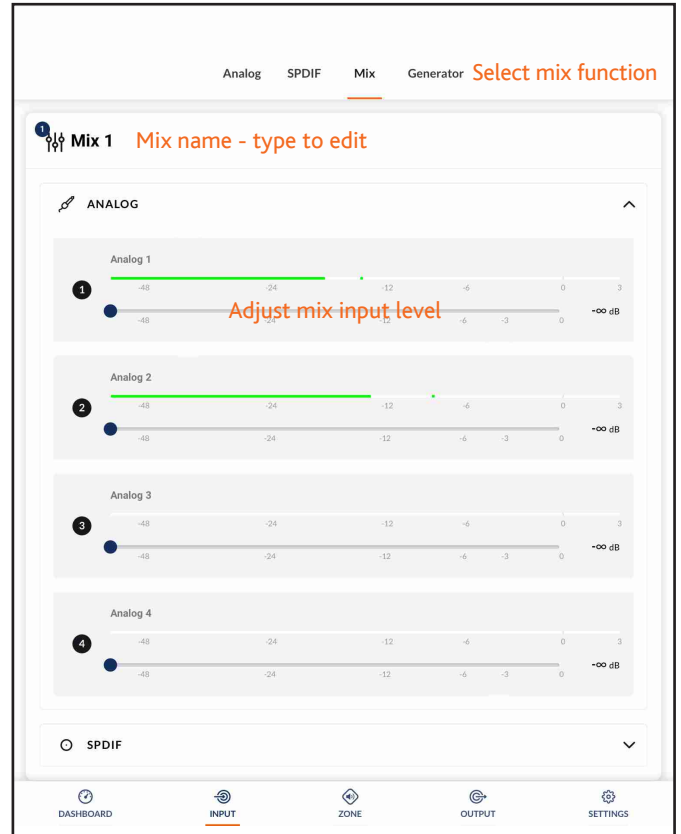 Analog SPDIF Mix Generator Select mix function
1 Mix 1 Mix name - type to edit
ANALOG
Analog 1
1
-48 -24 -12 -6 0 3
Adjust mix input level
-∞ dB
-48 -24 -12 -6 -3 0
Analog 2
2
-48 -24 -12 -6 0 3
-∞ dB
-48 -24 -12 -6 -3 0
Analog 3
3
-48 -24 -12 -6 0 3
-∞ dB
-48 -24 -12 -6 -3 0
Analog 4
4
-48 -24 -12 -6 0 3
-∞ dB
-48 -24 -12 -6 -3 0
SPDIF
DASHBOARD INPUT ZONE OUTPUT SETTINGS